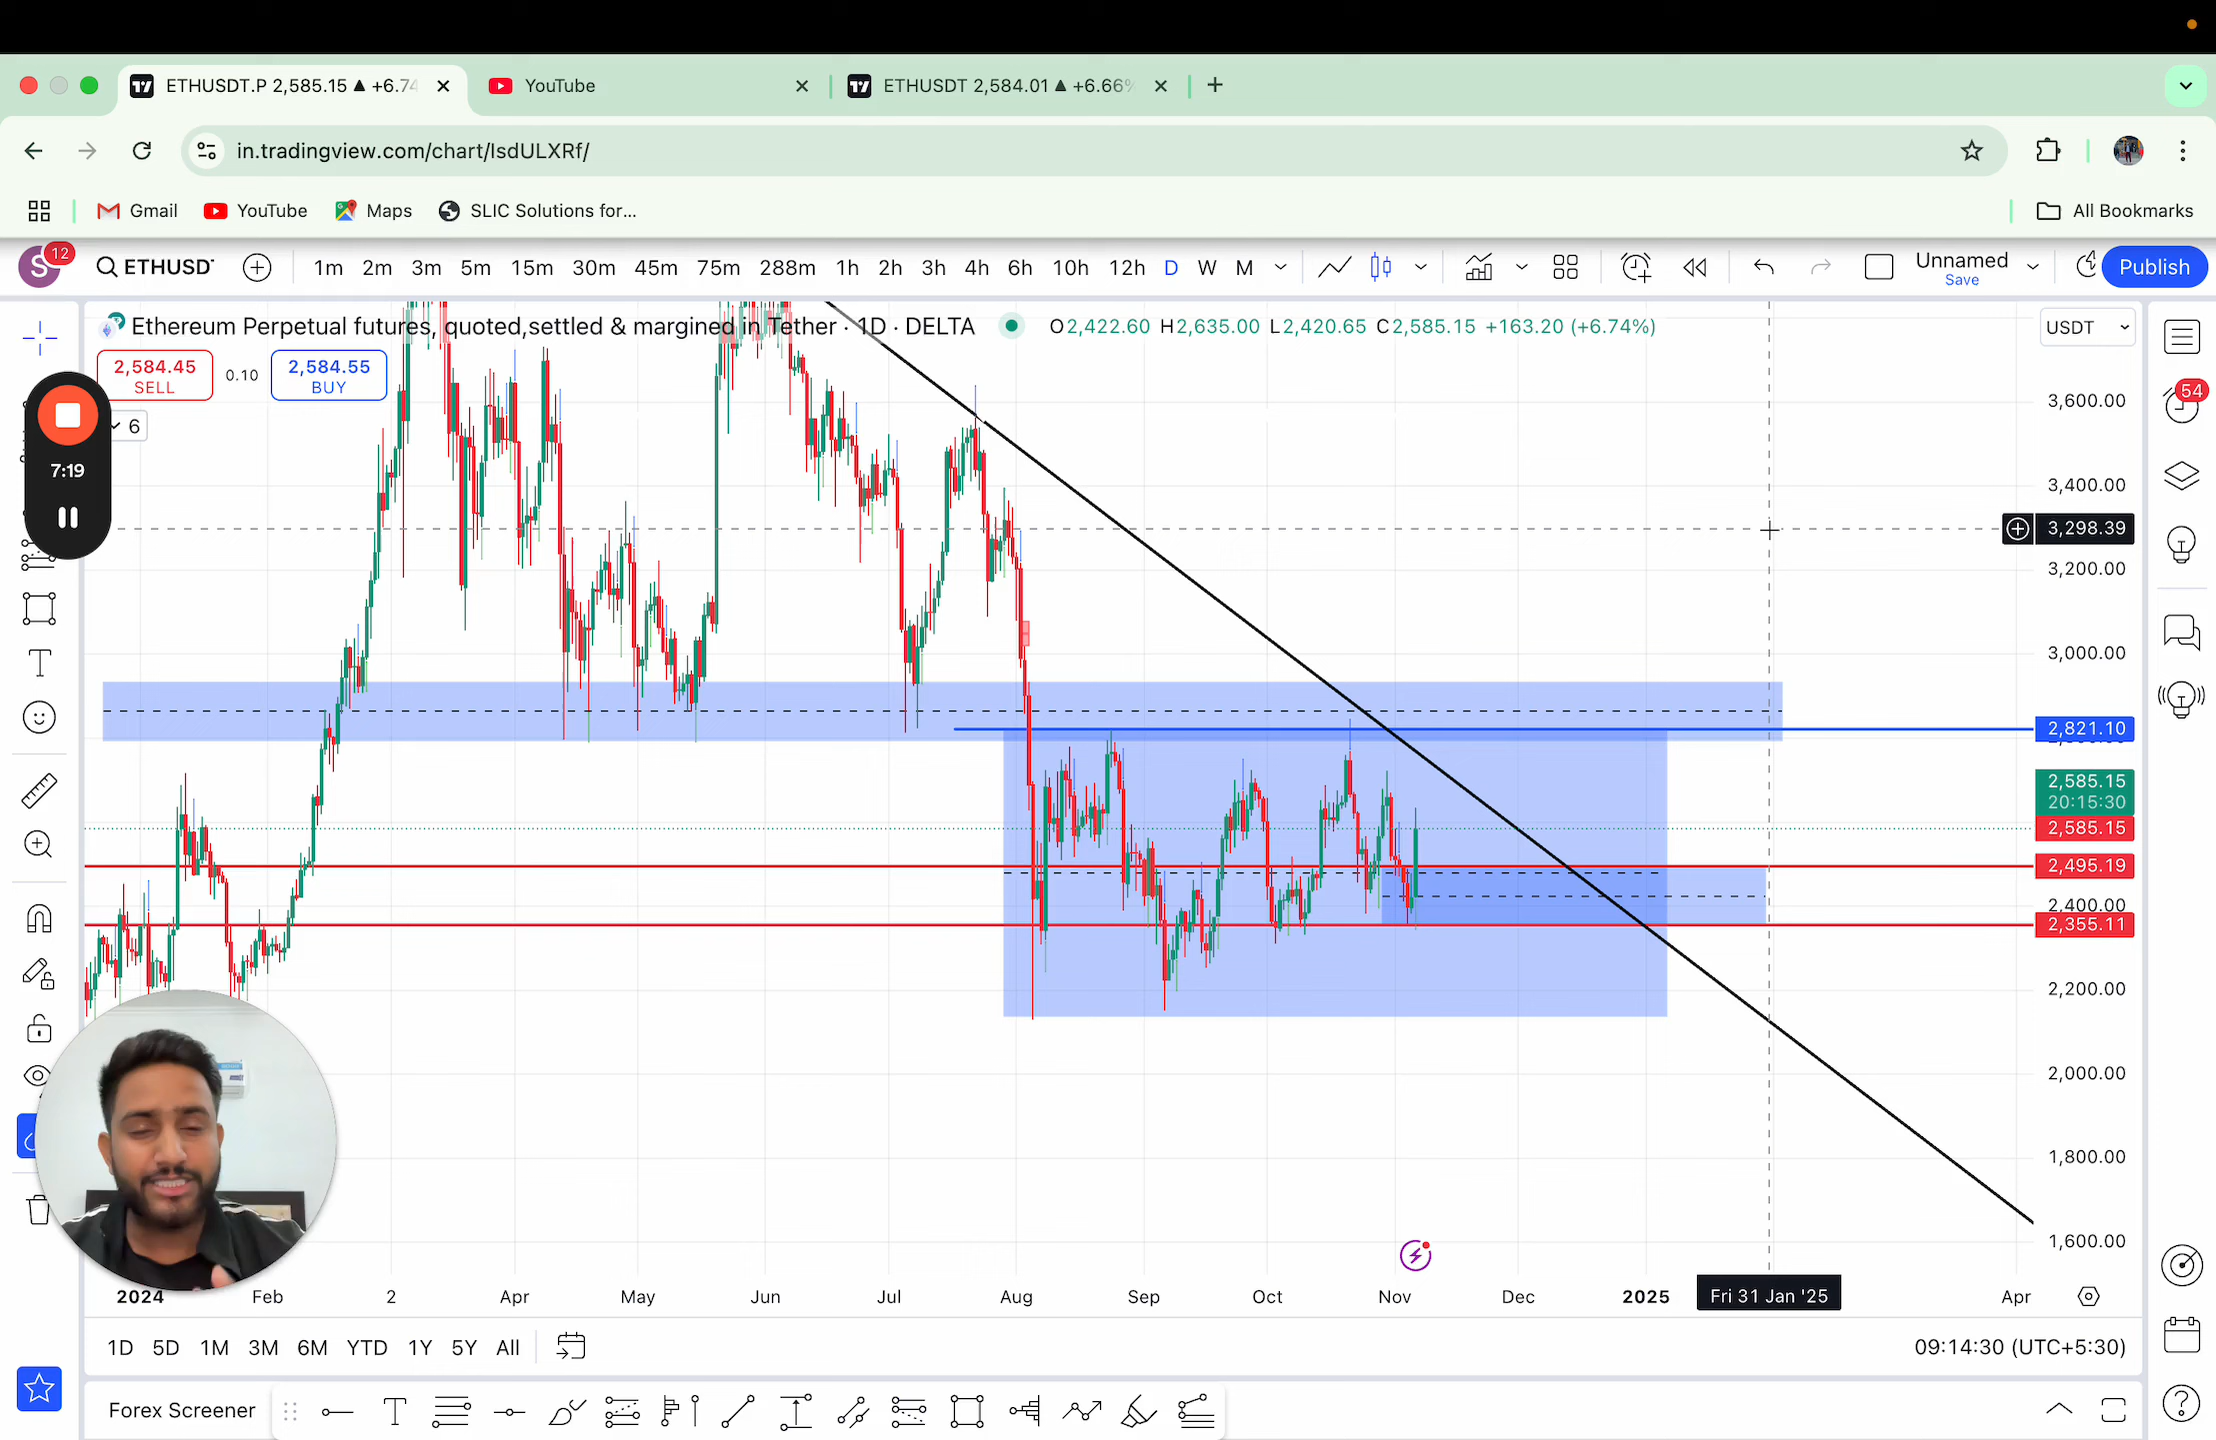 ETHUSDT.P 2,585.15 ▲ +6.74
YouTube
ETHUSDT 2,584.01 ▲ +6.66%
in.tradingview.com/chart/IsdULXRf/
Gmail
YouTube
Maps
SLIC Solutions for...
All Bookmarks
S 12
ETHUSDT
1m 2m 3m 5m 15m 30m 45m 75m 288m 1h 2h 3h 4h 6h 10h 12h D W M
Unnamed
Save
Publish
Ethereum Perpetual futures, quoted,settled & margined in Tether · 1D · DELTA
O2,422.60 H2,635.00 L2,420.65 C2,585.15 +163.20 (+6.74%)
USDT
2,584.45
SELL
0.10
2,584.55
BUY
6
7:19
54
3,600.00
3,400.00
3,298.39
3,200.00
3,000.00
2,821.10
2,585.15
20:15:30
2,585.15
2,495.19
2,400.00
2,355.11
2,200.00
2,000.00
1,800.00
1,600.00
2024 Feb 2 Apr May Jun Jul Aug Sep Oct Nov Dec 2025 Fri 31 Jan '25 Apr
1D 5D 1M 3M 6M YTD 1Y 5Y All
09:14:30 (UTC+5:30)
Forex Screener